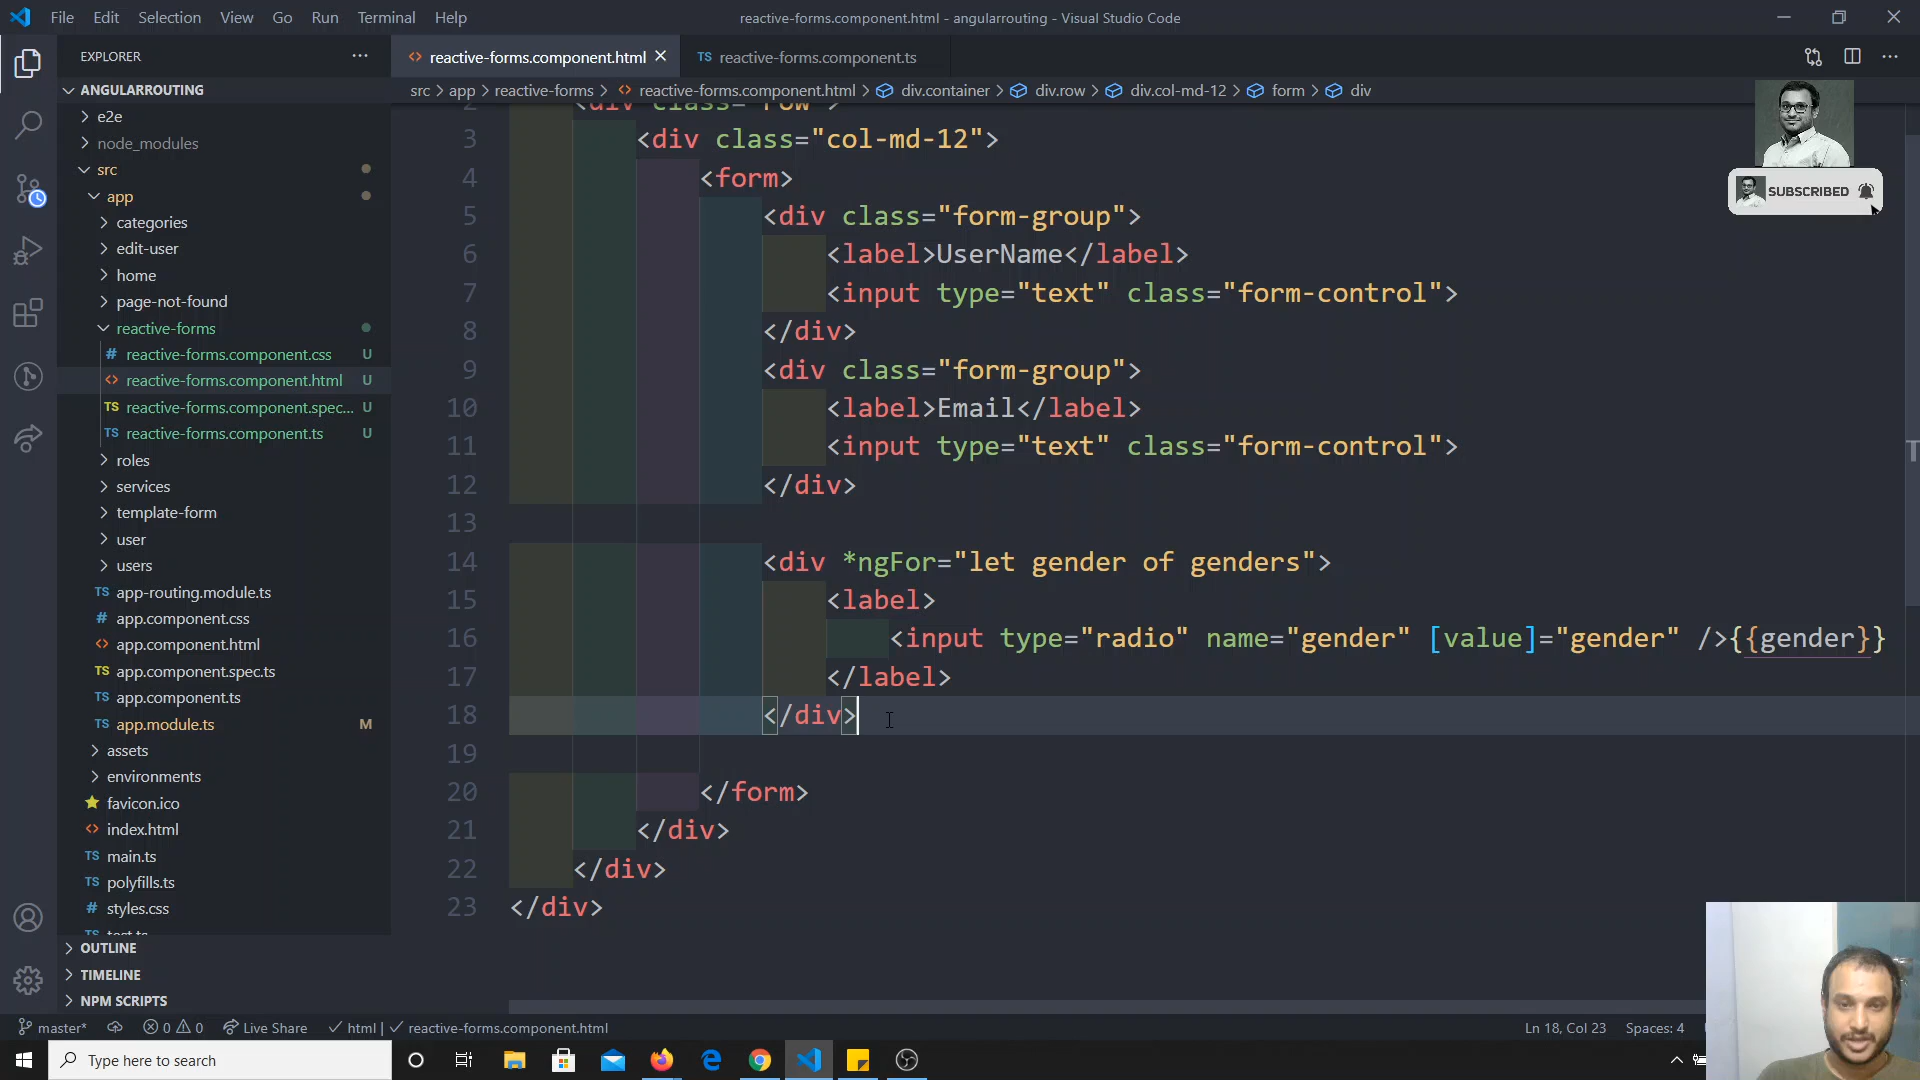 File Edit Selection View Go Run Terminal Help
reactive-forms.component.html - angularrouting - Visual Studio Code
EXPLORER
reactive-forms.component.html
TS reactive-forms.component.ts
ANGULARROUTING
src > app > reactive-forms > reactive-forms.component.html > div.container > div.row > div.col-md-12 > form > div
e2e
node_modules
src
app
categories
edit-user
home
page-not-found
reactive-forms
# reactive-forms.component.css U
reactive-forms.component.html U
TS reactive-forms.component.spec... U
TS reactive-forms.component.ts U
roles
services
template-form
user
users
TS app-routing.module.ts
# app.component.css
app.component.html
TS app.component.spec.ts
TS app.component.ts
TS app.module.ts M
assets
environments
favicon.ico
index.html
TS main.ts
TS polyfills.ts
# styles.css
TS test.ts
OUTLINE
TIMELINE
NPM SCRIPTS
2 <div class="row">
3 <div class="col-md-12">
4 <form>
5 <div class="form-group">
6 <label>UserName</label>
7 <input type="text" class="form-control">
8 </div>
9 <div class="form-group">
10 <label>Email</label>
11 <input type="text" class="form-control">
12 </div>
13
14 <div *ngFor="let gender of genders">
15 <label>
16 <input type="radio" name="gender" [value]="gender" />{{gender}}
17 </label>
18 </div>
19
20 </form>
21 </div>
22 </div>
23 </div>
SUBSCRIBED
master* 0 0 Live Share html | reactive-forms.component.html
Ln 18, Col 23 Spaces: 4
Type here to search